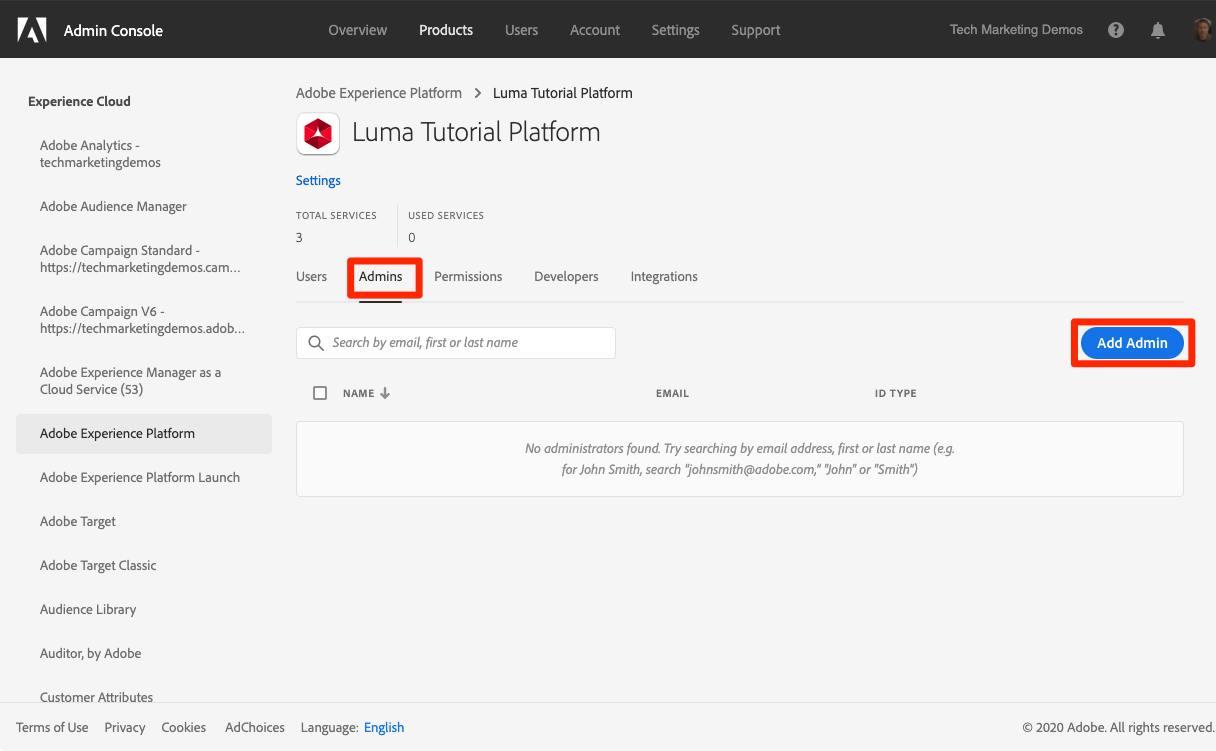 Admin Console
Overview
Products
Users
Account
Settings
Support
Tech Marketing Demos
Experience Cloud
Adobe Analytics -
techmarketingdemos
Adobe Audience Manager
Adobe Campaign Standard -
https://techmarketingdemos.cam...
Adobe Campaign V6 -
https://techmarketingdemos.adob...
Adobe Experience Manager as a
Cloud Service (53)
Adobe Experience Platform
Adobe Experience Platform Launch
Adobe Target
Adobe Target Classic
Audience Library
Auditor, by Adobe
Customer Attributes
Adobe Experience Platform > Luma Tutorial Platform
Luma Tutorial Platform
Settings
TOTAL SERVICES
3
USED SERVICES
0
Users
Admins
Permissions
Developers
Integrations
Search by email, first or last name
Add Admin
NAME
EMAIL
ID TYPE
No administrators found. Try searching by email address, first or last name (e.g.
for John Smith, search "johnsmith@adobe.com," "John" or "Smith")
Terms of Use
Privacy
Cookies
AdChoices
Language: English
© 2020 Adobe. All rights reserved.